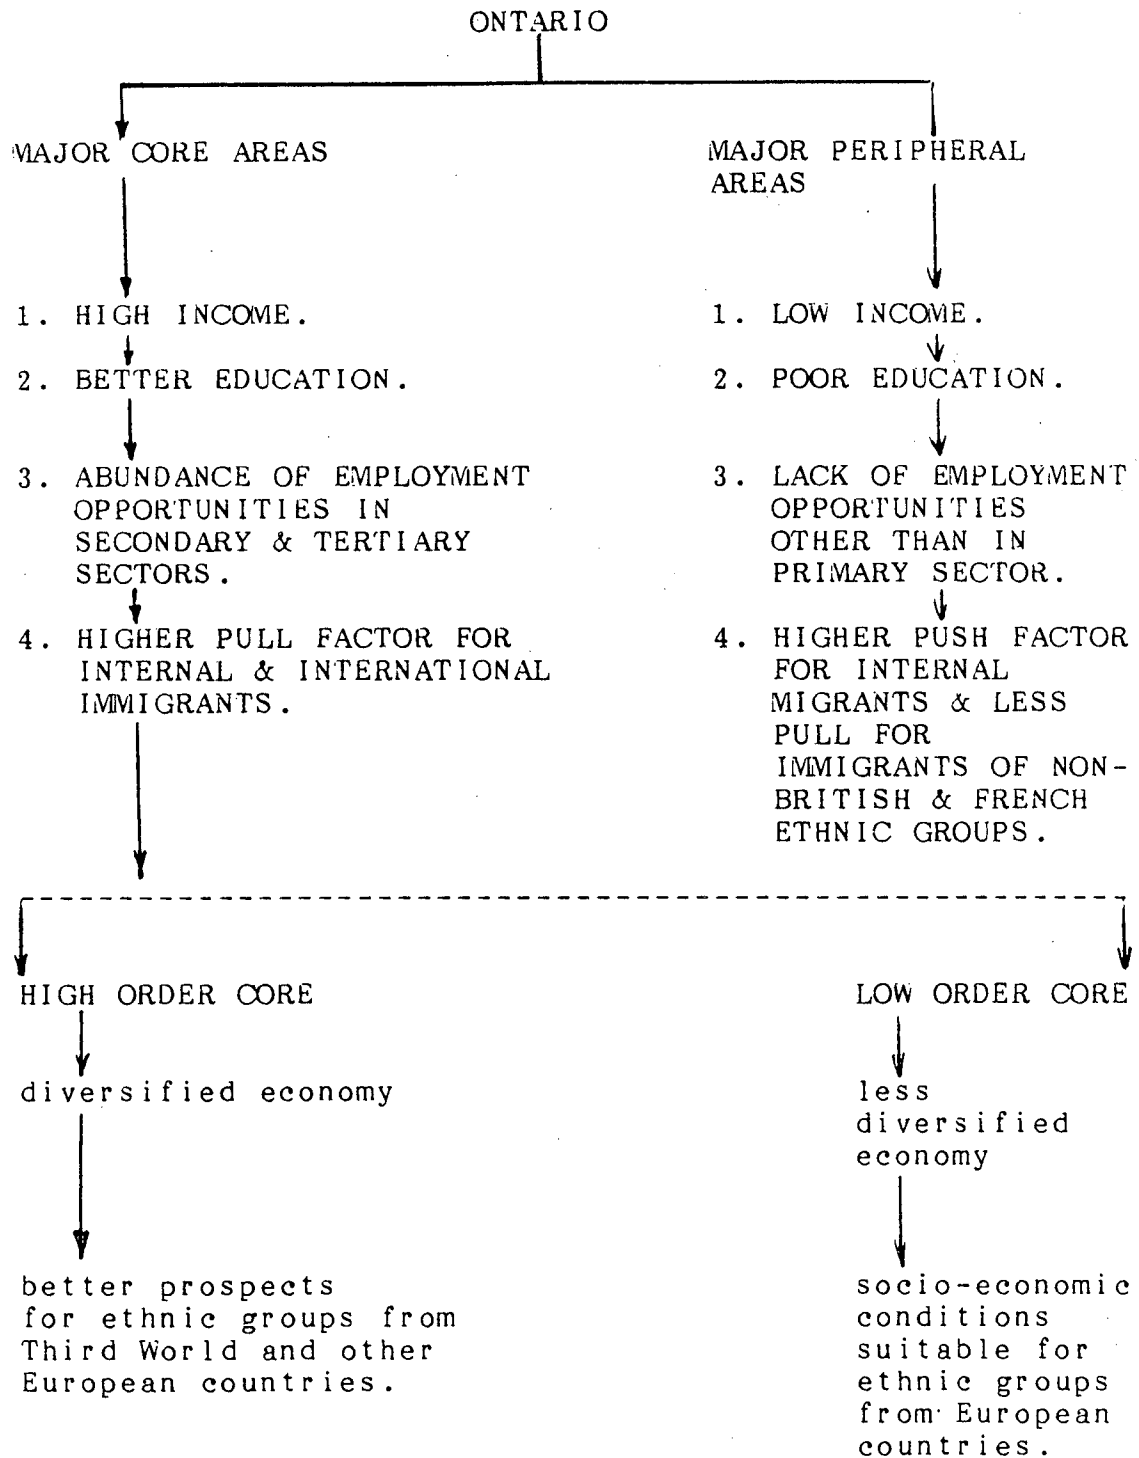 ONTARIO
MAJOR CORE AREAS
1. HIGH INCOME.
2. BETTER EDUCATION.
3. ABUNDANCE OF EMPLOYMENT
OPPORTUNITIES IN
SECONDARY & TERTIARY
SECTORS.
4. HIGHER PULL FACTOR FOR
INTERNAL & INTERNATIONAL
IMMIGRANTS.
MAJOR PERIPHERAL
AREAS
1. LOW INCOME.
2. POOR EDUCATION.
3. LACK OF EMPLOYMENT
OPPORTUNITIES
OTHER THAN IN
PRIMARY SECTOR.
4. HIGHER PUSH FACTOR
FOR INTERNAL
MIGRANTS & LESS
PULL FOR
IMMIGRANTS OF NON-
BRITISH & FRENCH
ETHNIC GROUPS.
HIGH ORDER CORE
diversified economy
better prospects
for ethnic groups from
Third World and other
European countries.
LOW ORDER CORE
less
diversified
economy
socio-economic
conditions
suitable for
ethnic groups
from European
countries.